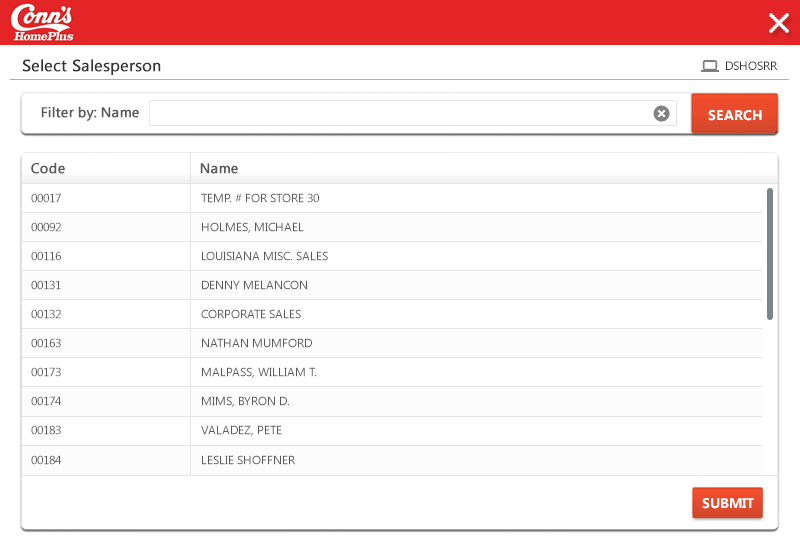 Conn's
HomePlus
Select Salesperson
DSHOSRR
Filter by: Name
SEARCH
Code Name
00017 TEMP. # FOR STORE 30
00092 HOLMES, MICHAEL
00116 LOUISIANA MISC. SALES
00131 DENNY MELANCON
00132 CORPORATE SALES
00163 NATHAN MUMFORD
00173 MALPASS, WILLIAM T.
00174 MIMS, BYRON D.
00183 VALADEZ, PETE
00184 LESLIE SHOFFNER
SUBMIT